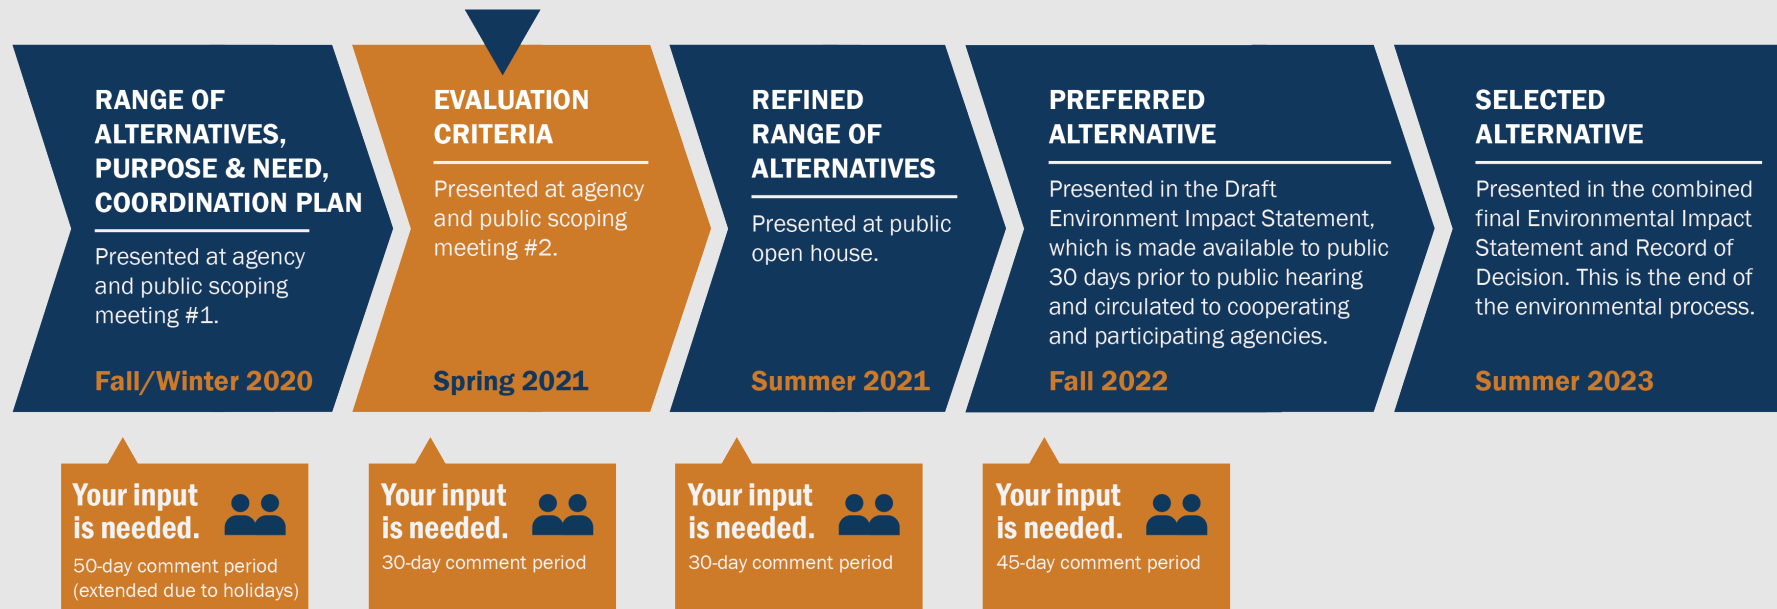 RANGE OF
ALTERNATIVES,
PURPOSE & NEED,
COORDINATION PLAN
Presented at agency
and public scoping
meeting #1.
Fall/Winter 2020
EVALUATION
CRITERIA
Presented at agency
and public scoping
meeting #2.
Spring 2021
REFINED
RANGE OF
ALTERNATIVES
Presented at public
open house.
Summer 2021
PREFERRED
ALTERNATIVE
Presented in the Draft
Environment Impact Statement,
which is made available to public
30 days prior to public hearing
and circulated to cooperating
and participating agencies.
Fall 2022
SELECTED
ALTERNATIVE
Presented in the combined
final Environmental Impact
Statement and Record of
Decision. This is the end of
the environmental process.
Summer 2023
Your input
is needed.
50-day comment period
(extended due to holidays)
Your input
is needed.
30-day comment period
Your input
is needed.
30-day comment period
Your input
is needed.
45-day comment period